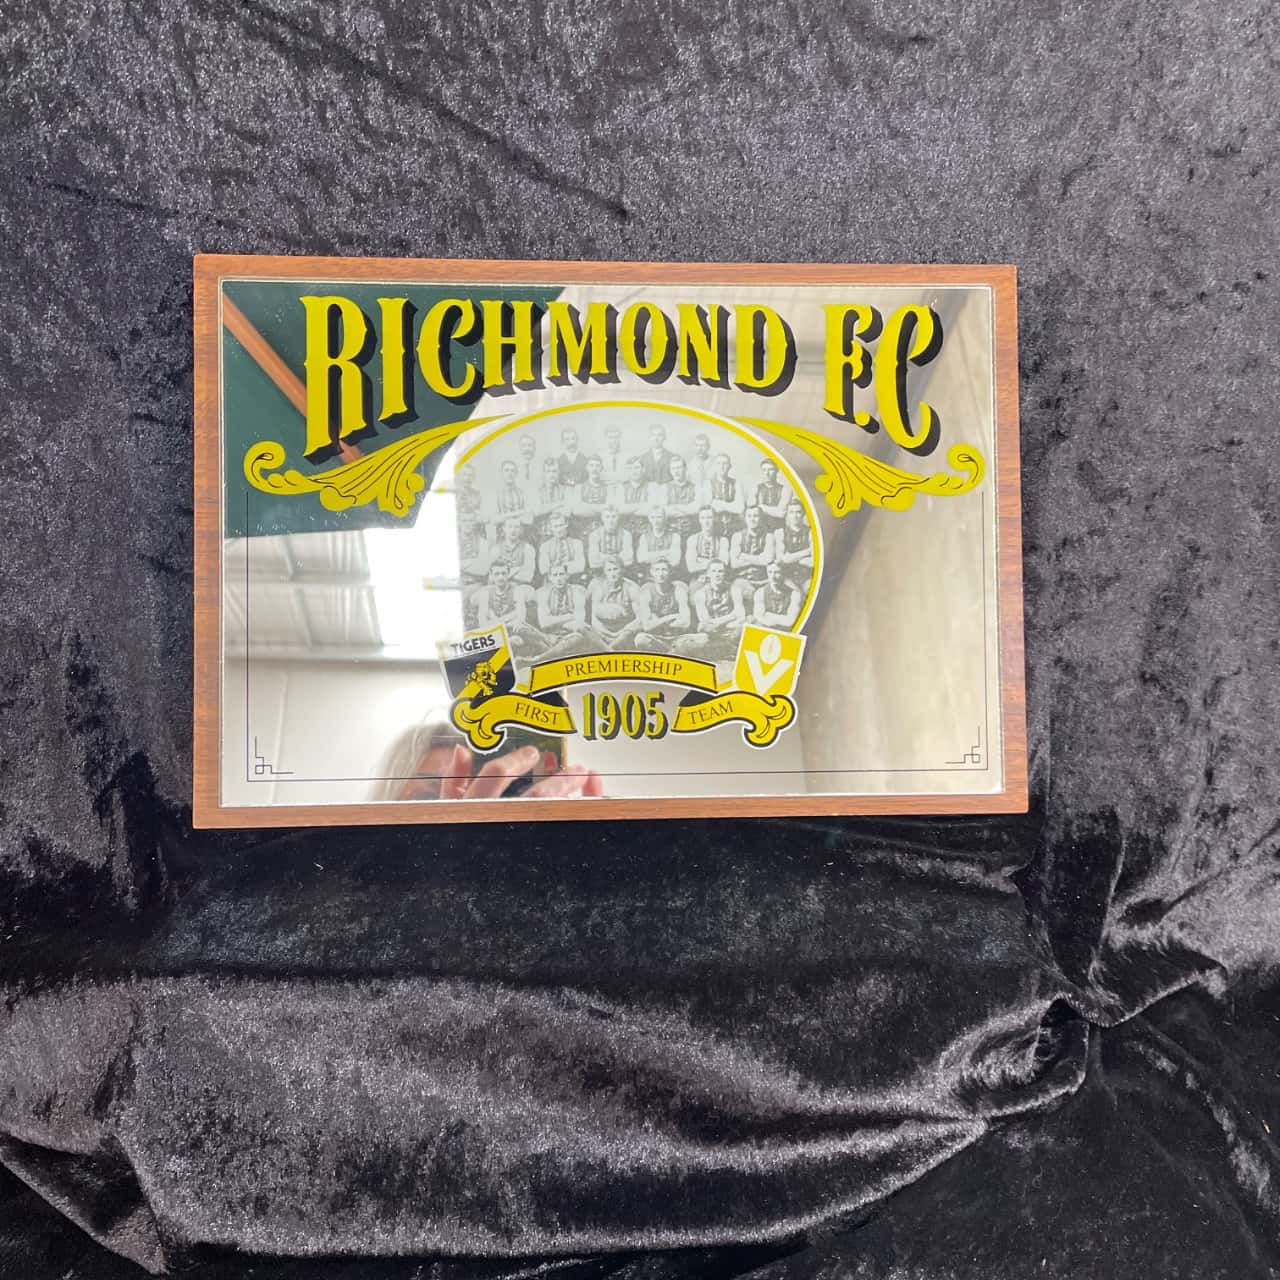 RICHMOND F.C
TIGERS
PREMIERSHIP
FIRST 1905 TEAM